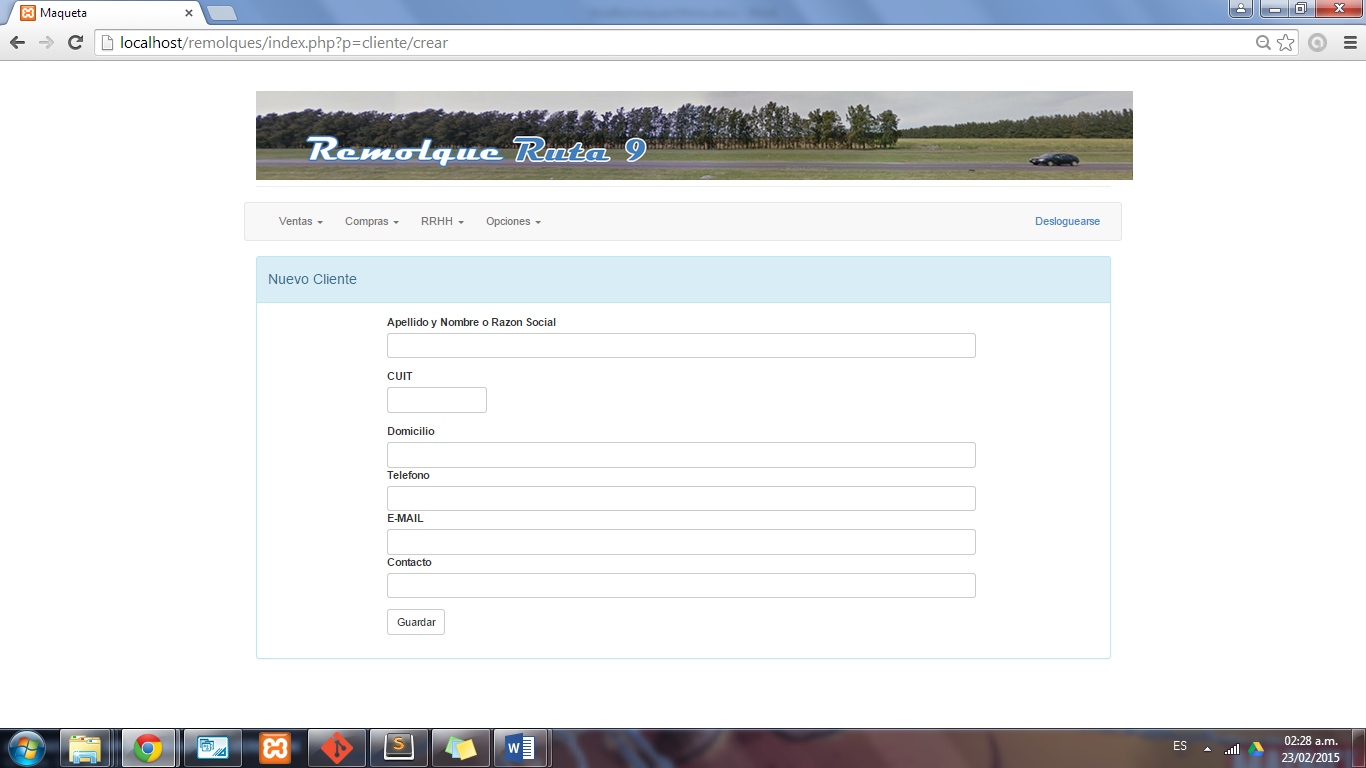 Maqueta
localhost/remolques/index.php?p=cliente/crear
Remolque Ruta 9
Ventas Compras RRHH Opciones Desloguearse
Nuevo Cliente
Apellido y Nombre o Razon Social
CUIT
Domicilio
Telefono
E-MAIL
Contacto
Guardar
ES
02:28 a.m.
23/02/2015